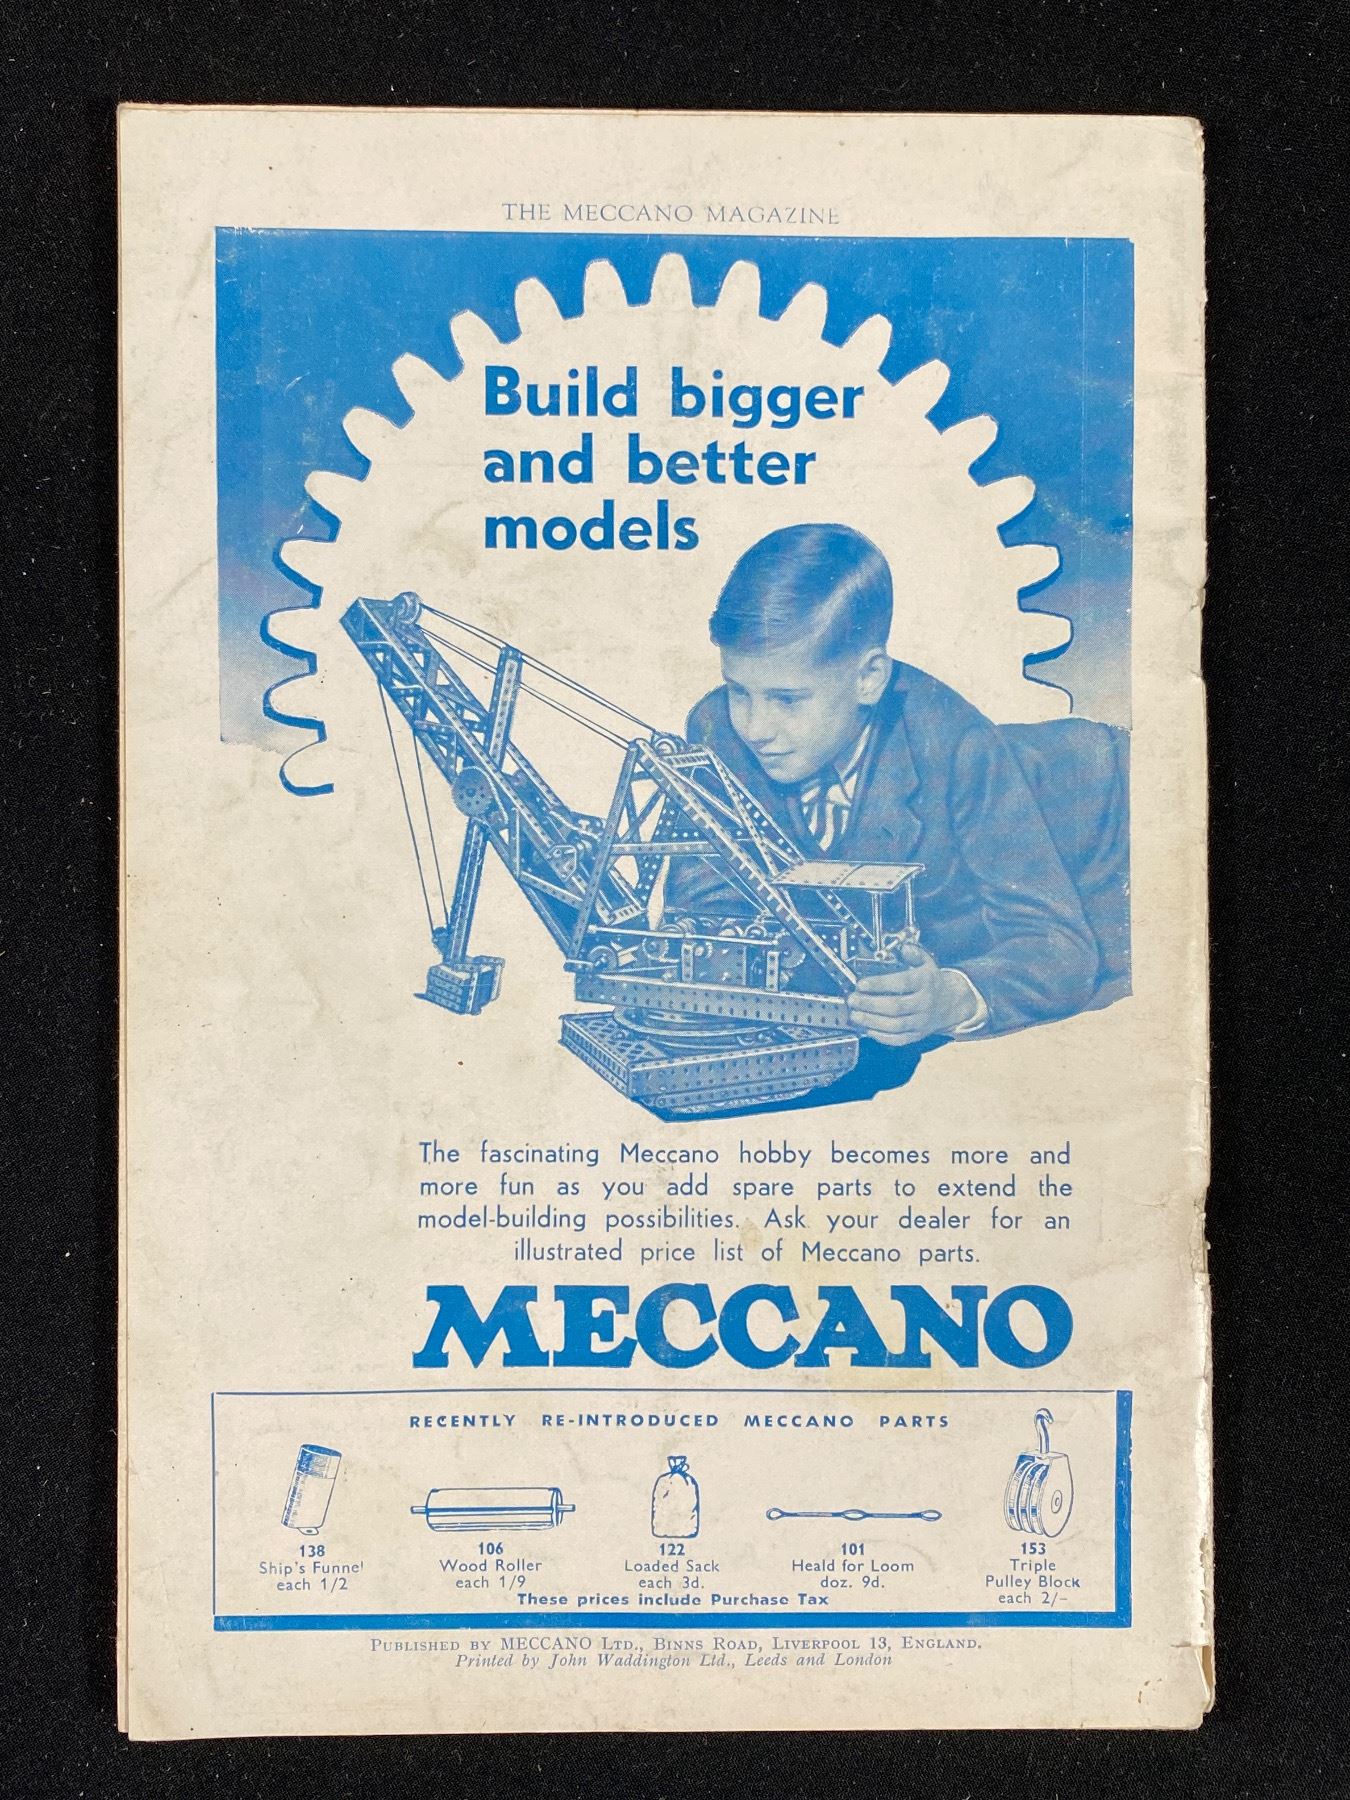 THE MECCANO MAGAZINE
Build bigger
and better
models
The fascinating Meccano hobby becomes more and
more fun as you add spare parts to extend the
model-building possibilities. Ask your dealer for an
illustrated price list of Meccano parts.
MECCANO
RECENTLY RE-INTRODUCED MECCANO PARTS
138
Ship's Funnel
each 1/2
106
Wood Roller
each 1/9
122
Loaded Sack
each 3d.
101
Heald for Loom
doz. 9d.
153
Triple
Pulley Block
each 2/-
These prices include Purchase Tax
PUBLISHED BY MECCANO LTD., BINNS ROAD, LIVERPOOL 13, ENGLAND.
Printed by John Waddington Ltd., Leeds and London